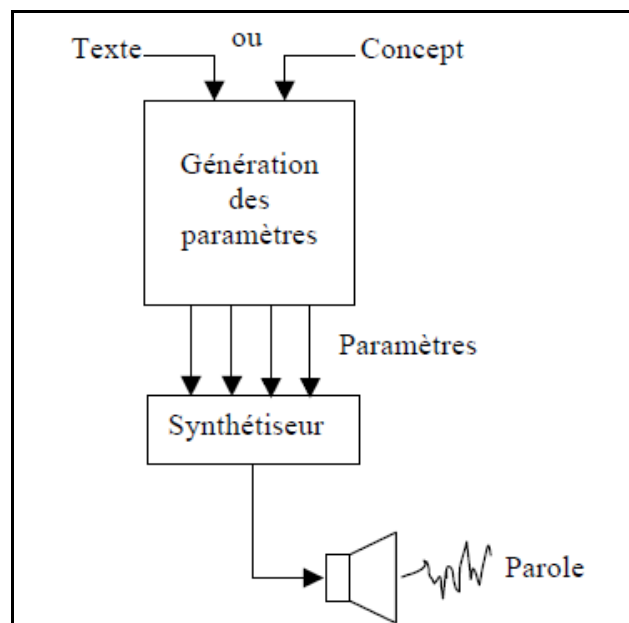 Texte ou Concept
Génération
des
paramètres
Paramètres
Synthétiseur
Parole